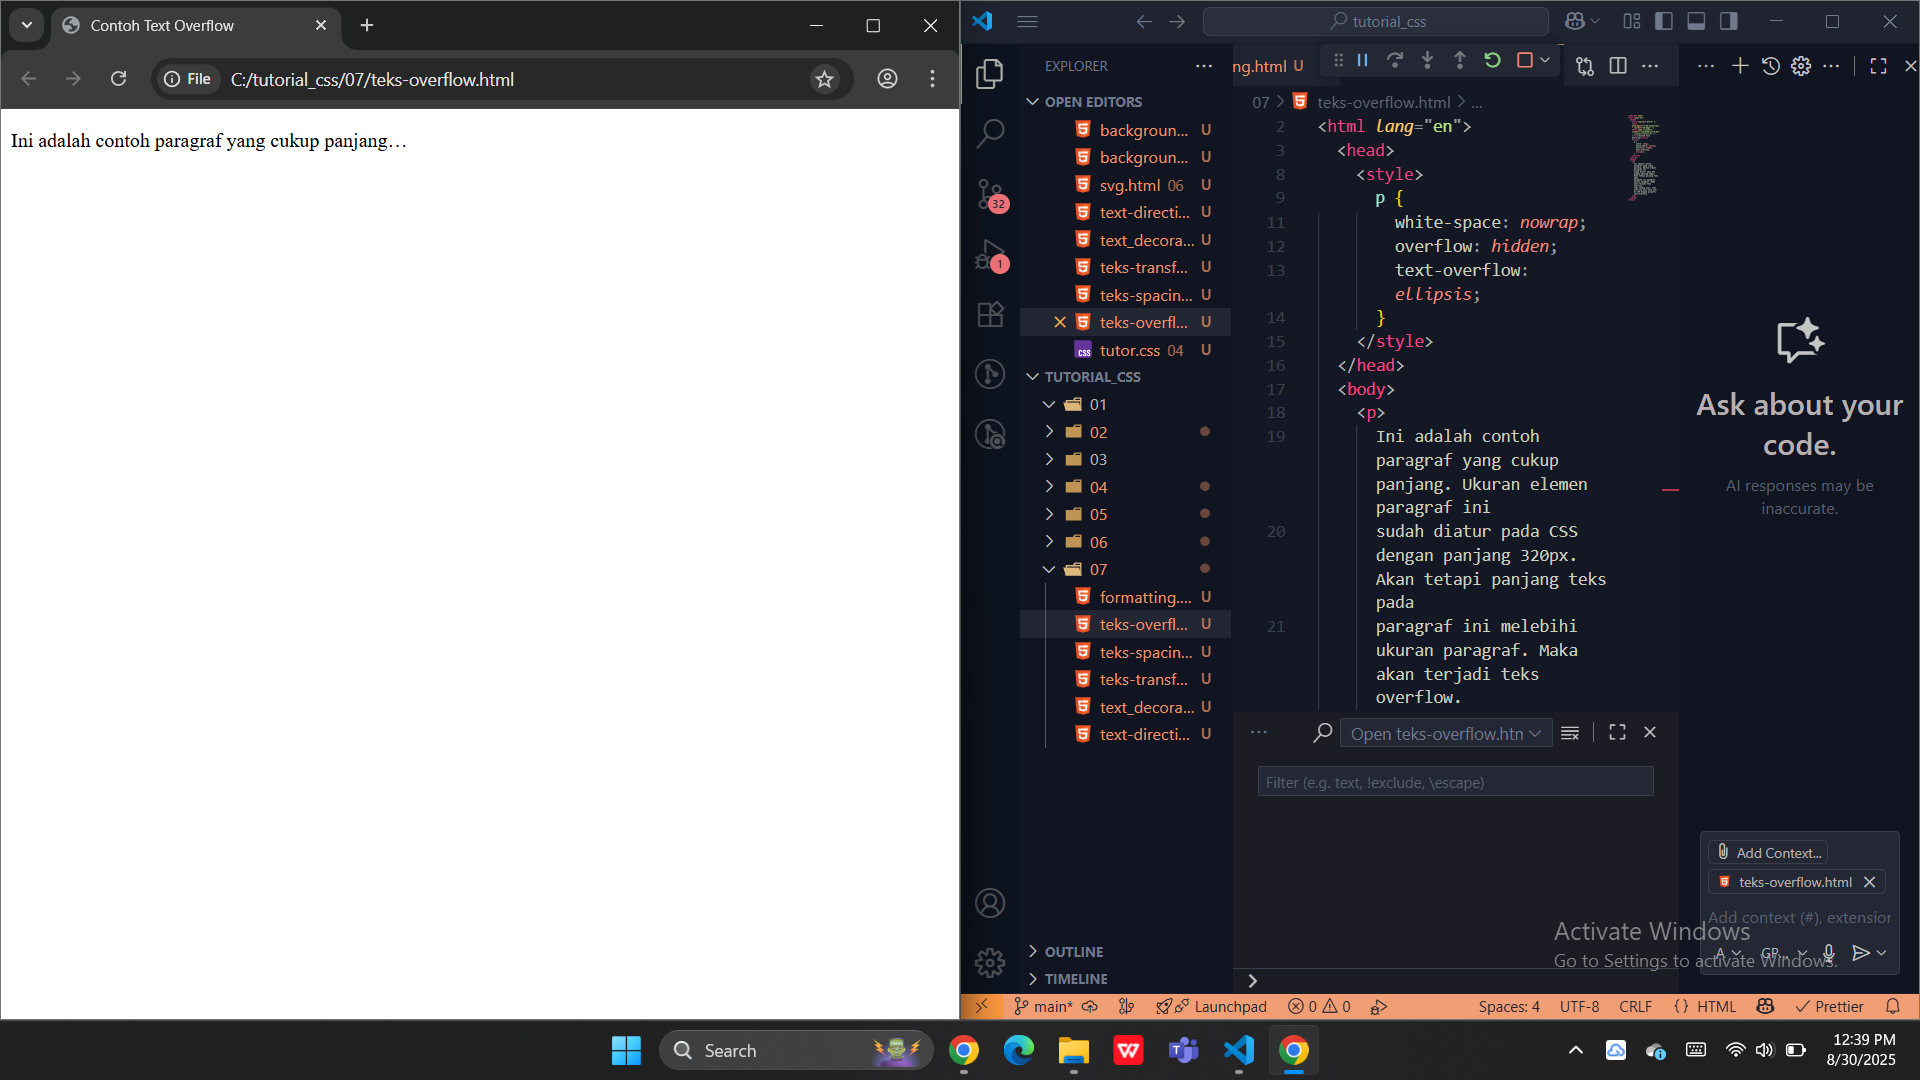 Contoh Text Overflow
File
C:/tutorial_css/07/teks-overflow.html
Ini adalah contoh paragraf yang cukup panjang…
tutorial_css
EXPLORER
OPEN EDITORS
backgroun... U
backgroun... U
svg.html 06 U
text-directi... U
text_decora... U
teks-transf... U
teks-spacin... U
teks-overfl... U
tutor.css 04 U
TUTORIAL_CSS
01
02
03
04
05
06
07
formatting.... U
teks-overfl... U
teks-spacin... U
teks-transf... U
text_decora... U
text-directi... U
OUTLINE
TIMELINE
32
1
ng.html U
07 > teks-overflow.html > ...
2 <html lang="en">
3 <head>
8 <style>
9 p {
11 white-space: nowrap;
12 overflow: hidden;
13 text-overflow:
ellipsis;
14 }
15 </style>
16 </head>
17 <body>
18 <p>
19 Ini adalah contoh
paragraf yang cukup
panjang. Ukuran elemen
paragraf ini
20 sudah diatur pada CSS
dengan panjang 320px.
Akan tetapi panjang teks
pada
21 paragraf ini melebihi
ukuran paragraf. Maka
akan terjadi teks
overflow.
Open teks-overflow.htn
Filter (e.g. text, !exclude, \escape)
Ask about your
code.
AI responses may be
inaccurate.
Add Context...
teks-overflow.html
Add context (#), extension
A GP...
Activate Windows
Go to Settings to activate Windows.
main* Launchpad 0 0 Spaces: 4 UTF-8 CRLF {} HTML Prettier
Search
12:39 PM
8/30/2025